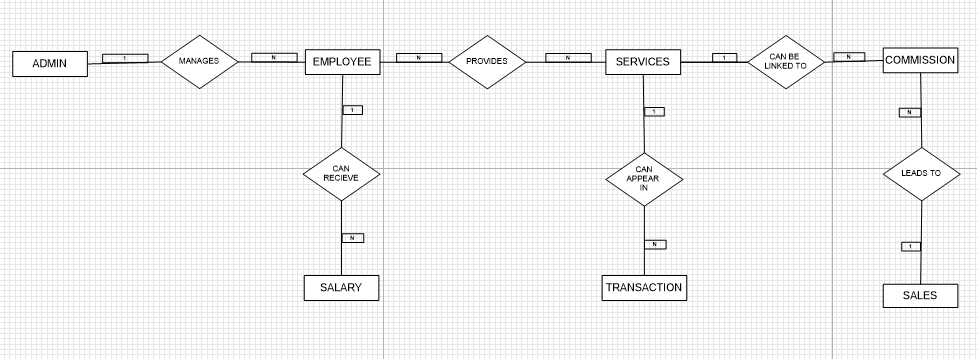 ADMIN
1
MANAGES
N
EMPLOYEE
N
PROVIDES
N
SERVICES
1
CAN BE
LINKED TO
N
COMMISSION
1
CAN
RECIEVE
N
SALARY
1
CAN
APPEAR
IN
N
TRANSACTION
N
LEADS TO
1
SALES